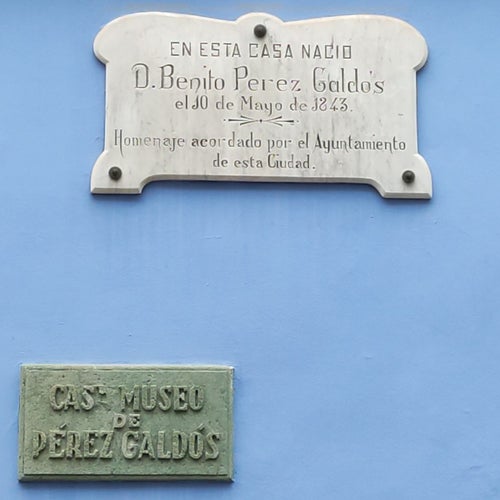 EN ESTA CASA NACIO
D. Benito Perez Galdós
el 10 de Mayo de 1843.
Homenaje acordado por el Ayuntamiento
de esta Ciudad.
CASA MUSEO
DE
PÉREZ GALDÓS